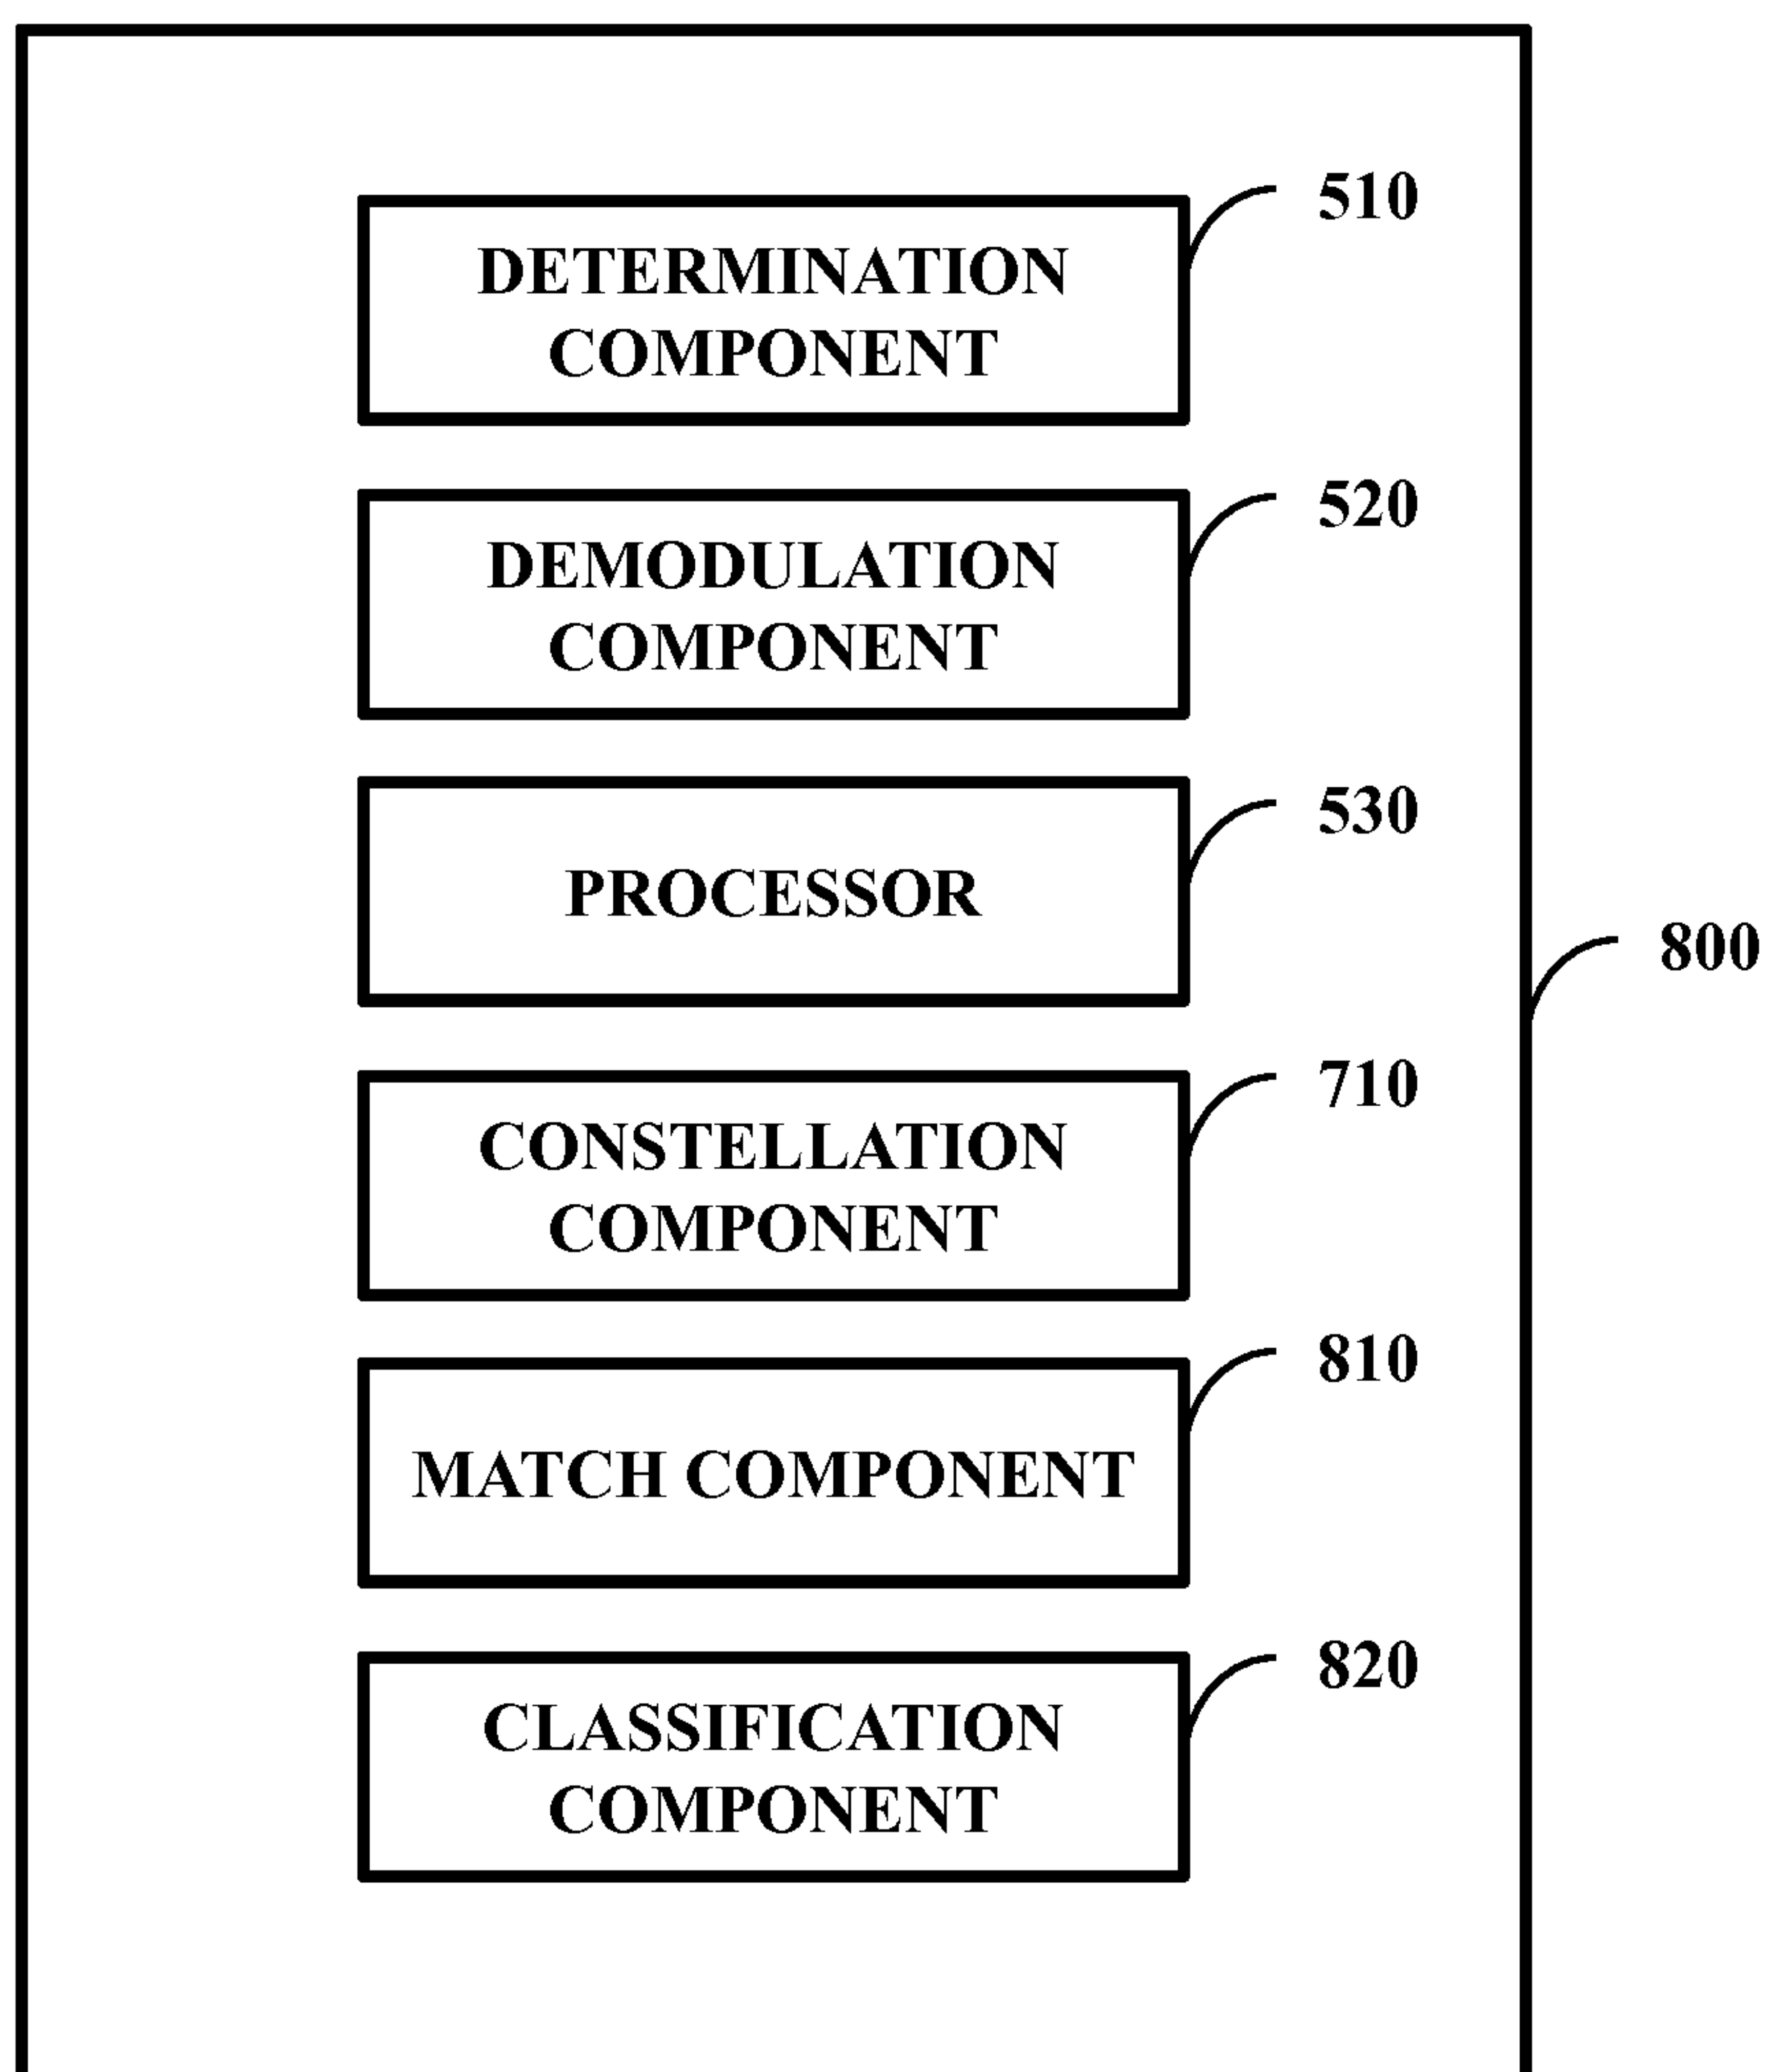 510
DETERMINATION
COMPONENT
520
DEMODULATION
COMPONENT
530
PROCESSOR
800
710
CONSTELLATION
COMPONENT
810
MATCH COMPONENT
820
CLASSIFICATION
COMPONENT